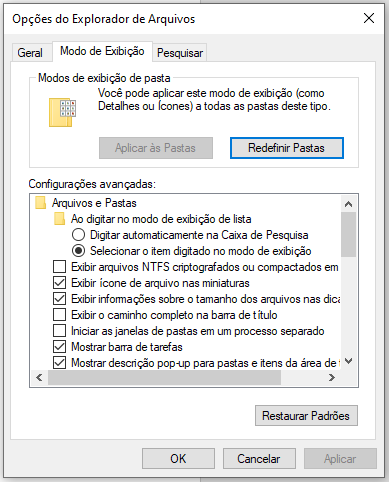 Opções do Explorador de Arquivos
Geral
Modo de Exibição
Pesquisar
Modos de exibição de pasta
Você pode aplicar este modo de exibição (como
Detalhes ou Ícones) a todas as pastas deste tipo.
Aplicar às Pastas
Redefinir Pastas
Configurações avançadas:
Arquivos e Pastas
Ao digitar no modo de exibição de lista
Digitar automaticamente na Caixa de Pesquisa
Selecionar o item digitado no modo de exibição
Exibir arquivos NTFS criptografados ou compactados em
Exibir ícone de arquivo nas miniaturas
Exibir informações sobre o tamanho dos arquivos nas dica
Exibir o caminho completo na barra de título
Iniciar as janelas de pastas em um processo separado
Mostrar barra de tarefas
Mostrar descrição pop-up para pastas e itens da área de
Restaurar Padrões
OK
Cancelar
Aplicar